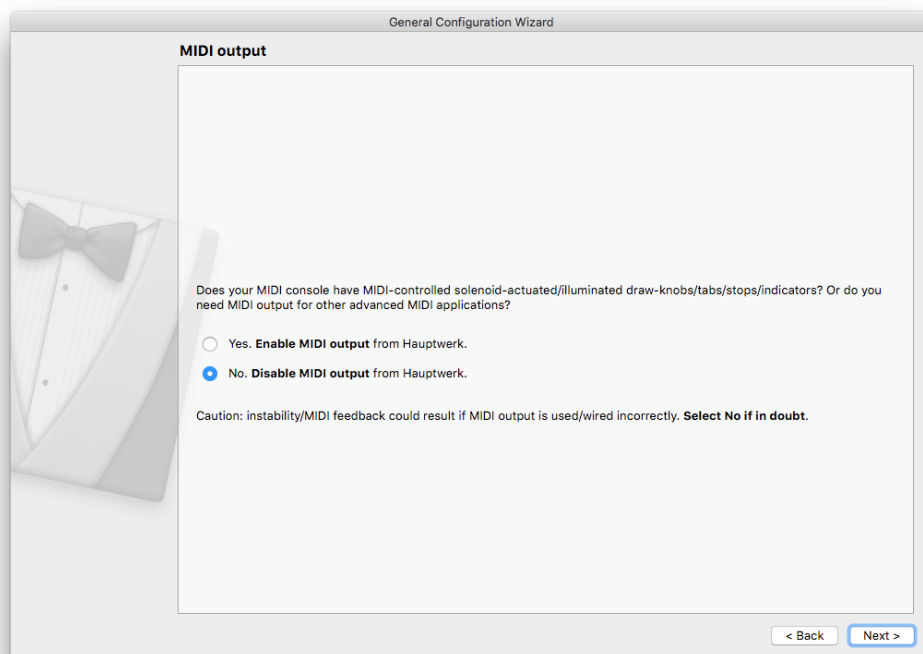 General Configuration Wizard
MIDI output
Does your MIDI console have MIDI-controlled solenoid-actuated/illuminated draw-knobs/tabs/stops/indicators? Or do you
need MIDI output for other advanced MIDI applications?
Yes. Enable MIDI output from Hauptwerk.
No. Disable MIDI output from Hauptwerk.
Caution: instability/MIDI feedback could result if MIDI output is used/wired incorrectly. Select No if in doubt.
< Back Next >